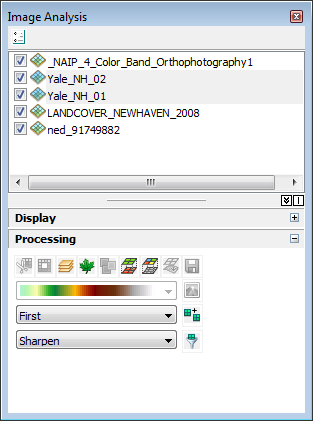 Image Analysis
_NAIP_4_Color_Band_Orthophotography1
Yale_NH_02
Yale_NH_01
LANDCOVER_NEWHAVEN_2008
ned_91749882
Display
Processing
First
Sharpen